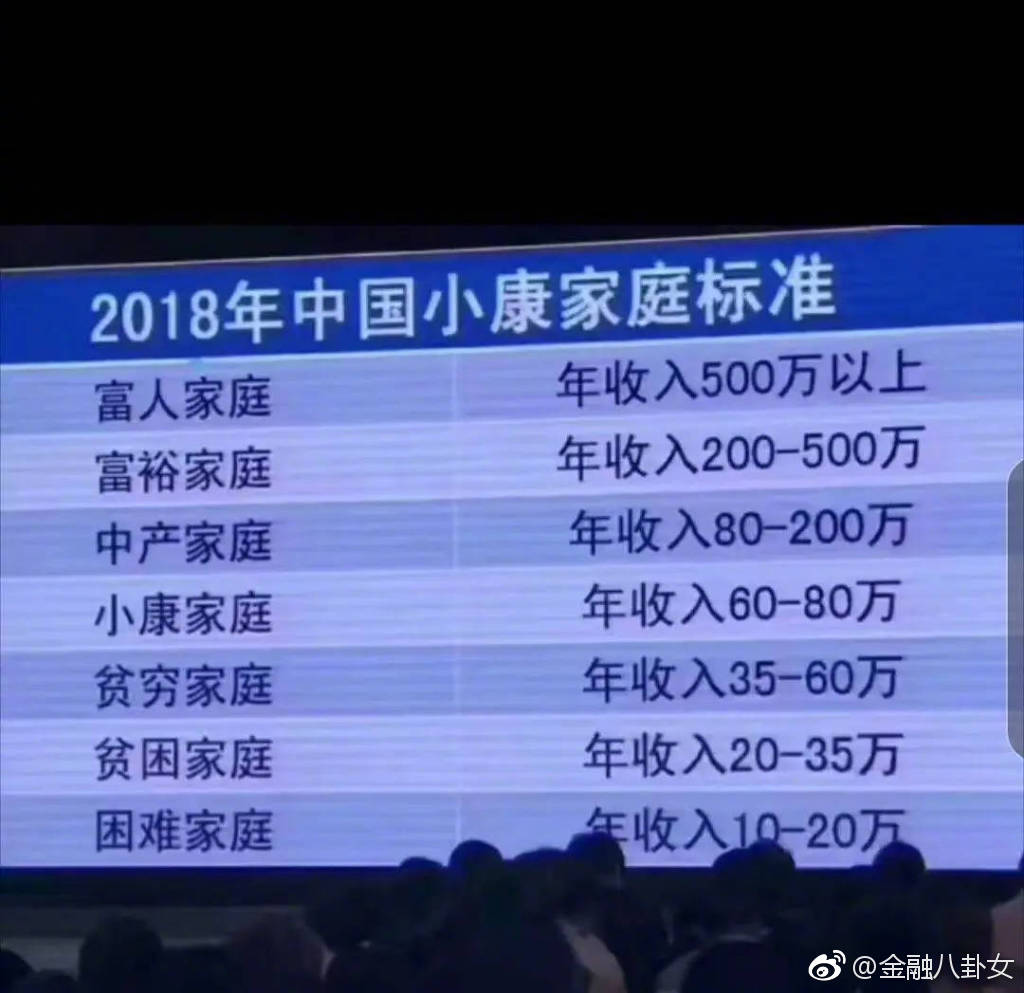 2018年中国小康家庭标准
富人家庭 年收入500万以上
富裕家庭 年收入200-500万
中产家庭 年收入80-200万
小康家庭 年收入60-80万
贫穷家庭 年收入35-60万
贫困家庭 年收入20-35万
困难家庭 年收入10-20万
@金融八卦女